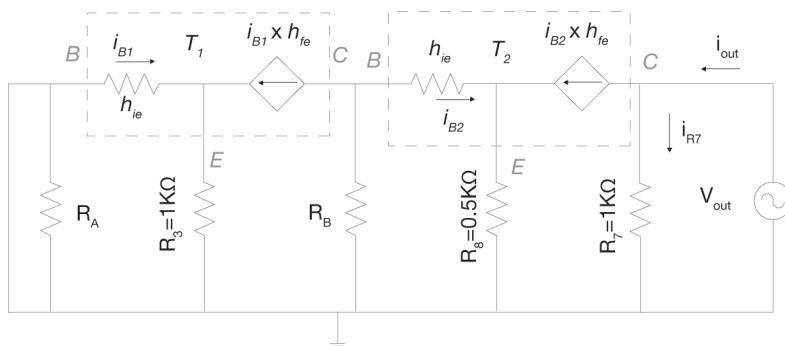 B
i_B1
T_1
i_B1 x h_fe
C
h_ie
E
R_A
R_3=1KΩ
R_B
B
h_ie
T_2
i_B2 x h_fe
C
i_B2
E
R_8=0.5KΩ
R_7=1KΩ
i_out
i_R7
V_out